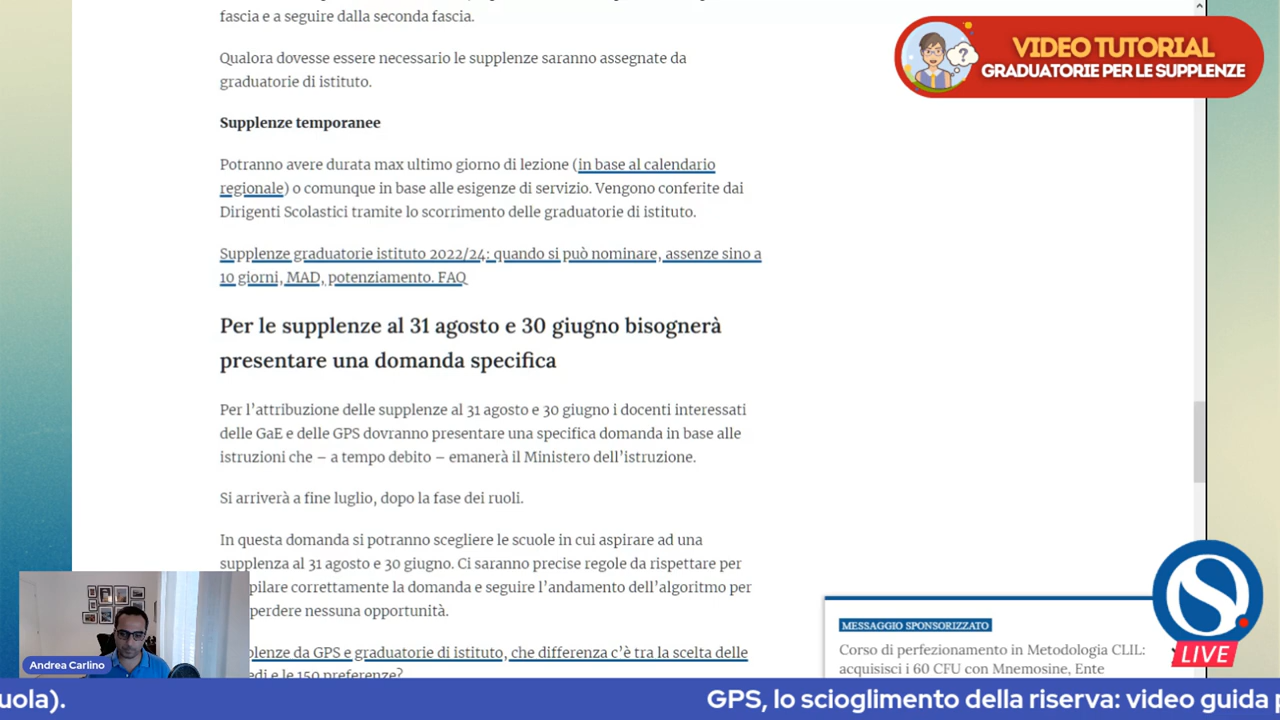 fascia e a seguire dalla seconda fascia.
Qualora dovesse essere necessario le supplenze saranno assegnate da
graduatorie di istituto.
Supplenze temporanee
Potranno avere durata max ultimo giorno di lezione (in base al calendario
regionale) o comunque in base alle esigenze di servizio. Vengono conferite dai
Dirigenti Scolastici tramite lo scorrimento delle graduatorie di istituto.
Supplenze graduatorie istituto 2022/24: quando si può nominare, assenze sino a
10 giorni, MAD, potenziamento. FAQ
Per le supplenze al 31 agosto e 30 giugno bisognerà
presentare una domanda specifica
Per l’attribuzione delle supplenze al 31 agosto e 30 giugno i docenti interessati
delle GaE e delle GPS dovranno presentare una specifica domanda in base alle
istruzioni che – a tempo debito – emanerà il Ministero dell’istruzione.
Si arriverà a fine luglio, dopo la fase dei ruoli.
In questa domanda si potranno scegliere le scuole in cui aspirare ad una
supplenza al 31 agosto e 30 giugno. Ci saranno precise regole da rispettare per
pilare correttamente la domanda e seguire l’andamento dell’algoritmo per
perdere nessuna opportunità.
olenze da GPS e graduatorie di istituto, che differenza c’è tra la scelta delle
edi e le 150 preferenze?
VIDEO TUTORIAL
GRADUATORIE PER LE SUPPLENZE
MESSAGGIO SPONSORIZZATO
Corso di perfezionamento in Metodologia CLIL:
acquisisci i 60 CFU con Mnemosine, Ente
S
LIVE
Andrea Carlino
uola). GPS, lo scioglimento della riserva: video guida p